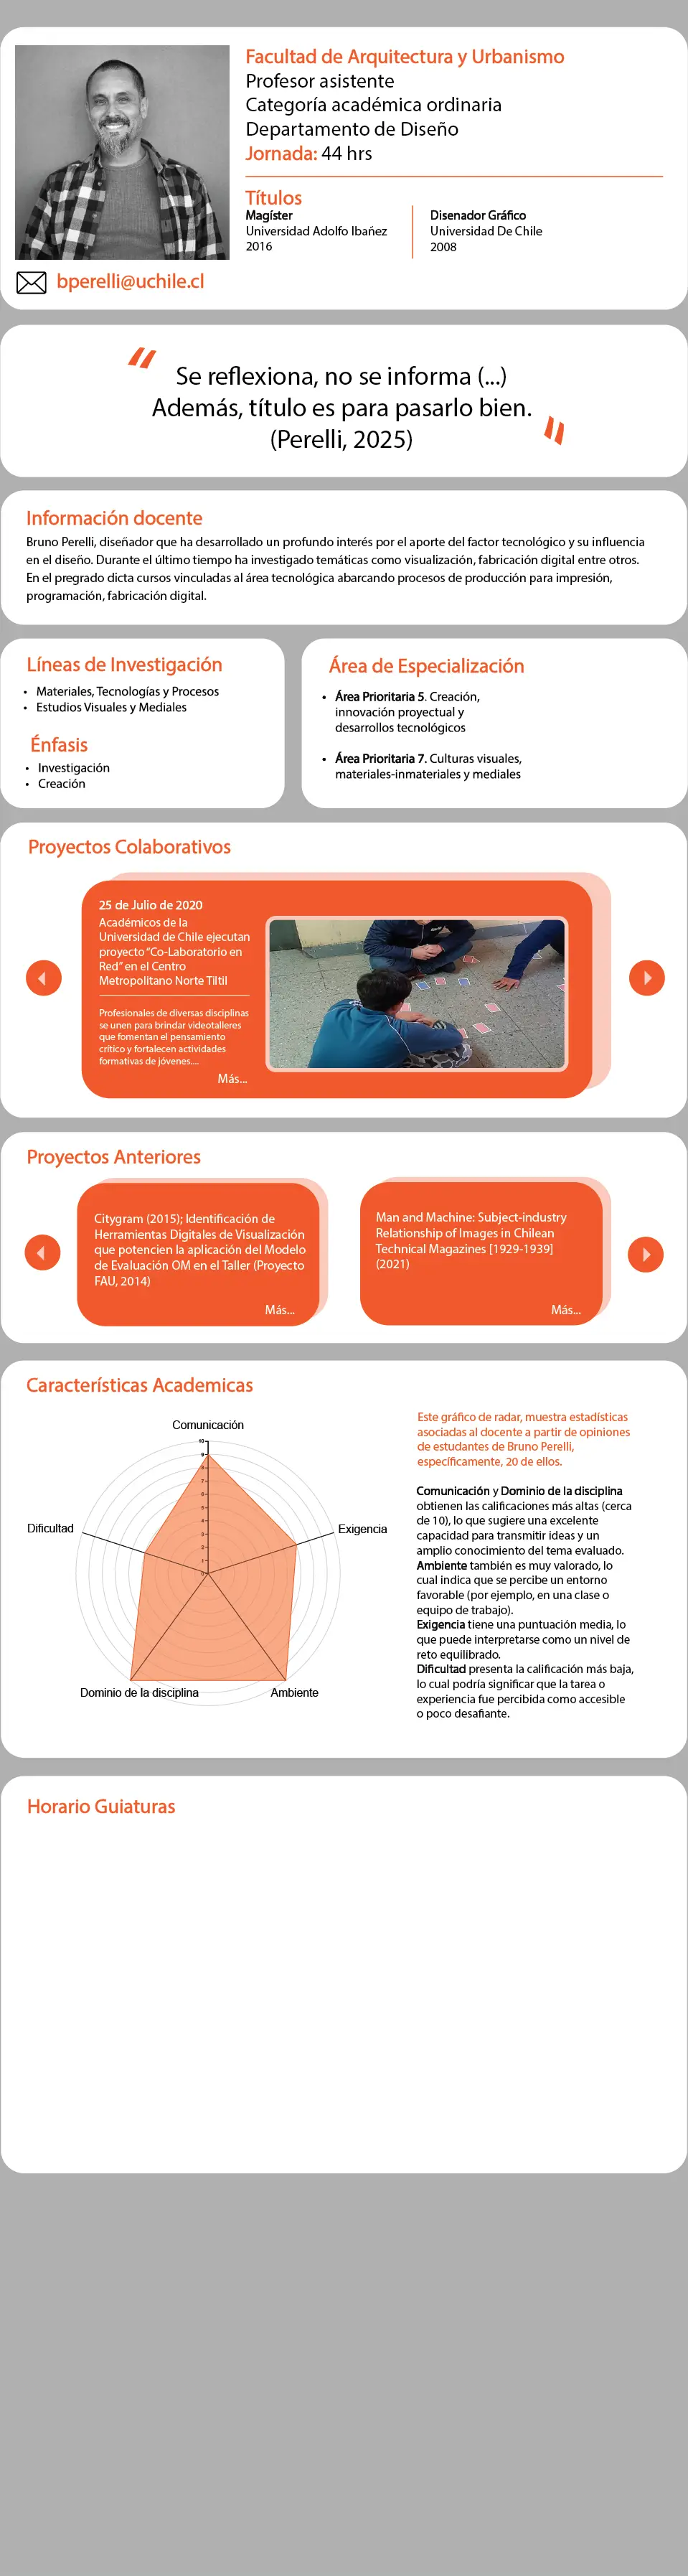 Facultad de Arquitectura y Urbanismo
Profesor asistente
Categoría académica ordinaria
Departamento de Diseño
Jornada: 44 hrs
Títulos
Magíster
Universidad Adolfo Ibañez
2016
Disenador Gráfico
Universidad De Chile
2008
bperelli@uchile.cl
“
Se reflexiona, no se informa (...)
Además, título es para pasarlo bien.
(Perelli, 2025)
”
Información docente
Bruno Perelli, diseñador que ha desarrollado un profundo interés por el aporte del factor tecnológico y su influencia
en el diseño. Durante el último tiempo ha investigado temáticas como visualización, fabricación digital entre otros.
En el pregrado dicta cursos vinculadas al área tecnológica abarcando procesos de producción para impresión,
programación, fabricación digital.
Líneas de Investigación
• Materiales, Tecnologías y Procesos
• Estudios Visuales y Mediales
Énfasis
• Investigación
• Creación
Área de Especialización
• Área Prioritaria 5. Creación,
innovación proyectual y
desarrollos tecnológicos
• Área Prioritaria 7. Culturas visuales,
materiales-inmateriales y mediales
Proyectos Colaborativos
25 de Julio de 2020
Académicos de la
Universidad de Chile ejecutan
proyecto “Co-Laboratorio en
Red” en el Centro
Metropolitano Norte Tiltil
Profesionales de diversas disciplinas
se unen para brindar videotalleres
que fomentan el pensamiento
crítico y fortalecen actividades
formativas de jóvenes....
Más...
Proyectos Anteriores
Citygram (2015); Identificación de
Herramientas Digitales de Visualización
que potencien la aplicación del Modelo
de Evaluación OM en el Taller (Proyecto
FAU, 2014)
Más...
Man and Machine: Subject-industry
Relationship of Images in Chilean
Technical Magazines [1929-1939]
(2021)
Más...
Características Academicas
Comunicación
10
9
8
7
6
5
4
3
2
1
0
Dificultad
Exigencia
Dominio de la disciplina
Ambiente
Este gráfico de radar, muestra estadísticas
asociadas al docente a partir de opiniones
de estudantes de Bruno Perelli,
específicamente, 20 de ellos.
Comunicación y Dominio de la disciplina
obtienen las calificaciones más altas (cerca
de 10), lo que sugiere una excelente
capacidad para transmitir ideas y un
amplio conocimiento del tema evaluado.
Ambiente también es muy valorado, lo
cual indica que se percibe un entorno
favorable (por ejemplo, en una clase o
equipo de trabajo).
Exigencia tiene una puntuación media, lo
que puede interpretarse como un nivel de
reto equilibrado.
Dificultad presenta la calificación más baja,
lo cual podría significar que la tarea o
experiencia fue percibida como accesible
o poco desafiante.
Horario Guiaturas